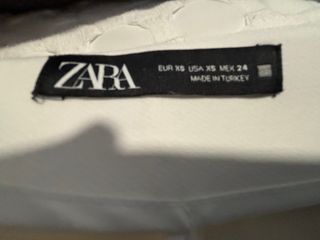 ZARA
EUR XS USA XS MEX 24
MADE IN TURKEY